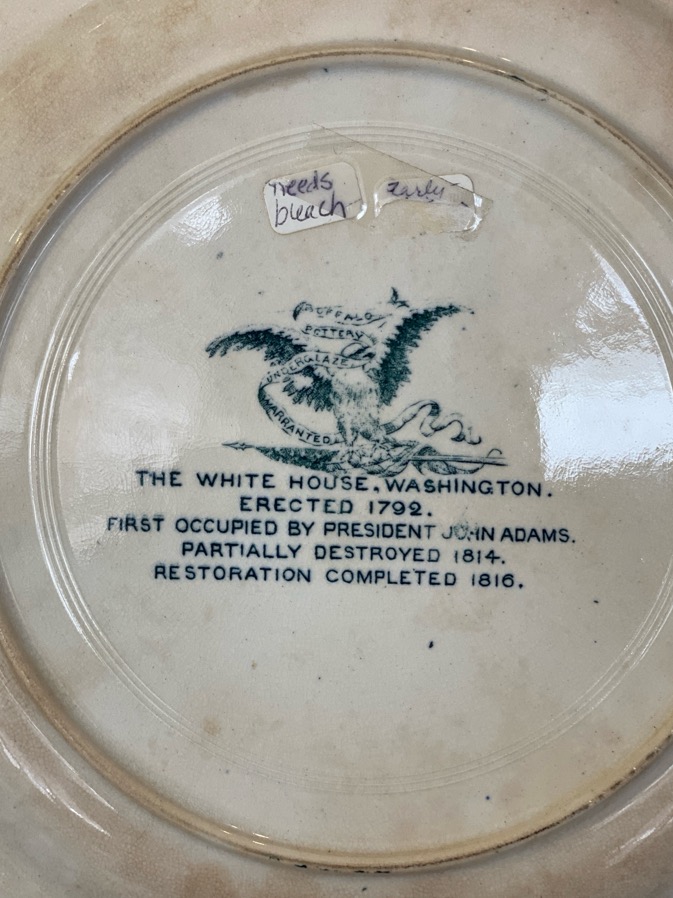 needs
bleach
Early
BUFFALO
POTTERY
UNDERGLAZE
WARRANTED
THE WHITE HOUSE, WASHINGTON.
ERECTED 1792.
FIRST OCCUPIED BY PRESIDENT JOHN ADAMS.
PARTIALLY DESTROYED 1814.
RESTORATION COMPLETED 1816.